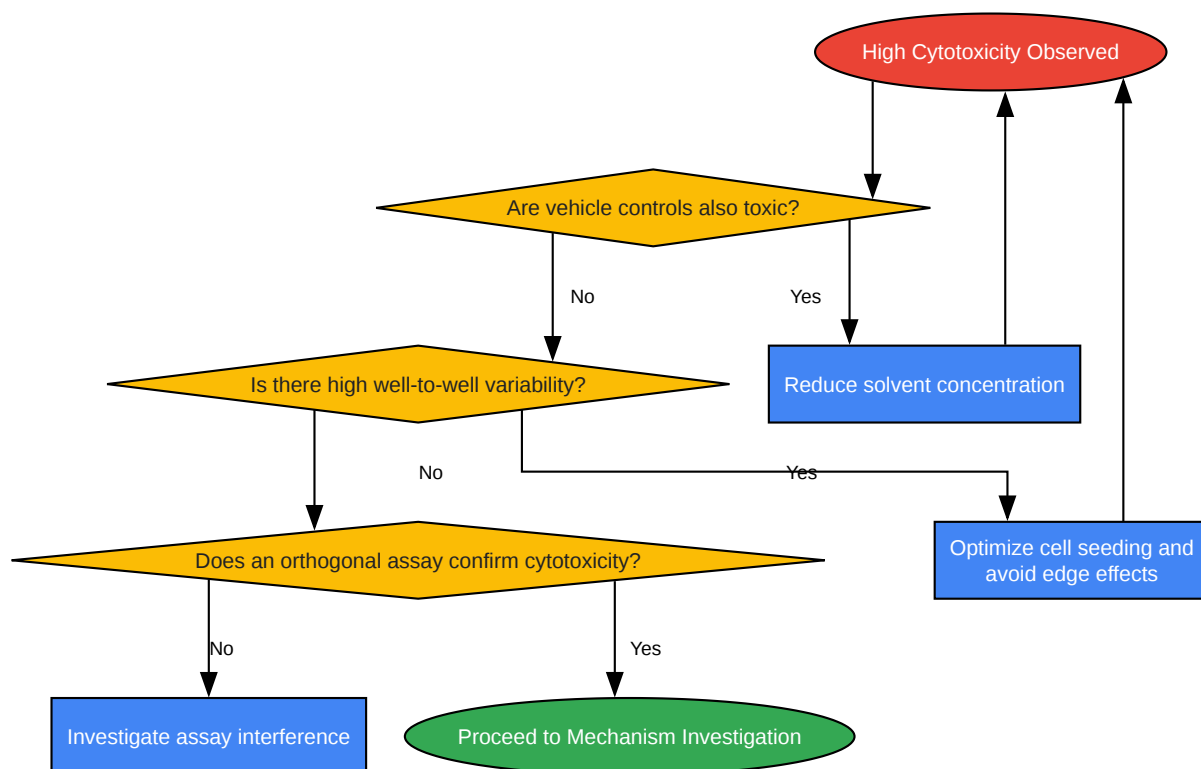 High Cytotoxicity Observed
Are vehicle controls also toxic?
No
Yes
Is there high well-to-well variability?
Reduce solvent concentration
No
Yes
Optimize cell seeding and
avoid edge effects
Does an orthogonal assay confirm cytotoxicity?
No
Yes
Investigate assay interference
Proceed to Mechanism Investigation